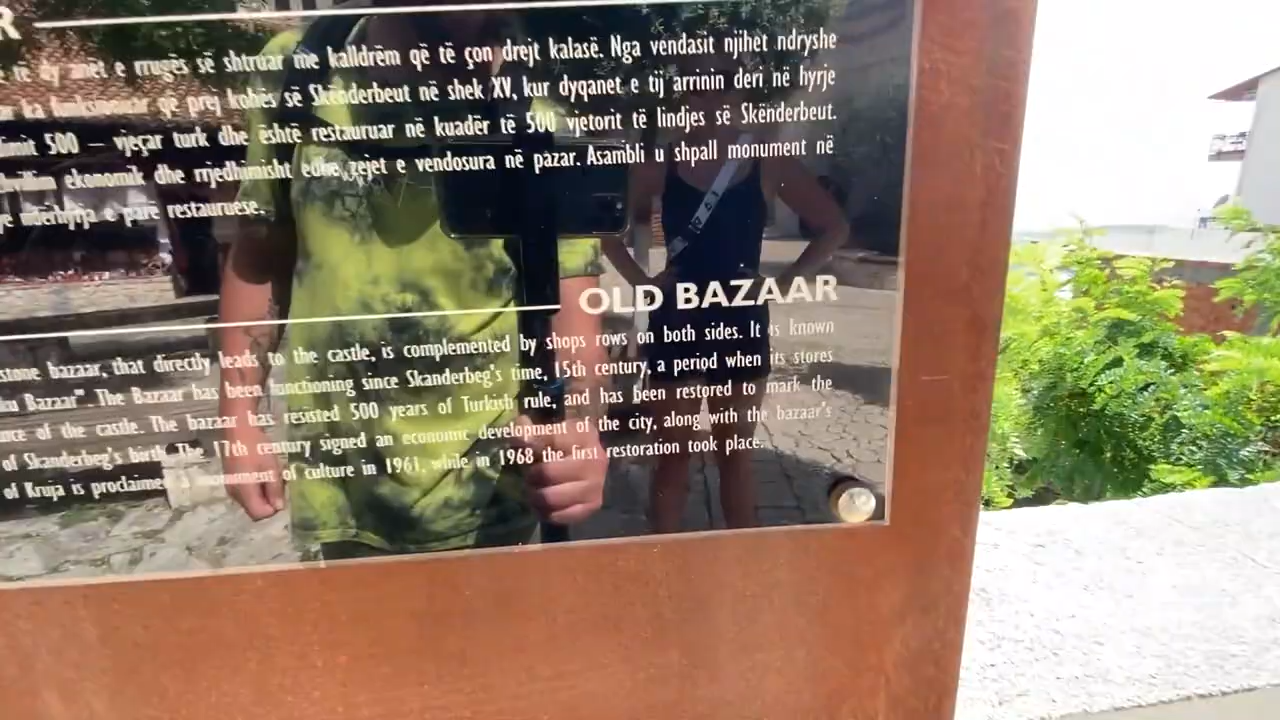 R
anët e rrugës së shtruar me kalldrëm që të çon drejt kalasë. Nga vendasit njihet ndryshe
ka funksionuar që prej kohës së Skënderbeut në shek XV, kur dyqanet e tij arrinin deri në hyrje
500 – vjeçar turk dhe është restauruar në kuadër të 500 vjetorit të lindjes së Skënderbeut.
zhvillim ekonomik dhe rrjedhimisht edhe zejet e vendosura në pazar. Asambli u shpall monument në
ndërhyrja e parë restauruese.
OLD BAZAAR
stone bazaar, that directly leads to the castle, is complemented by shops rows on both sides. It is known
Bazaar". The Bazaar has been functioning since Skanderbeg's time, 15th century, a period when its stores
of the castle. The bazaar has resisted 500 years of Turkish rule, and has been restored to mark the
of Skanderbeg's birth. The 17th century signed an economic development of the city, along with the bazaar's
of Kruja is proclaimed a monument of culture in 1961, while in 1968 the first restoration took place.